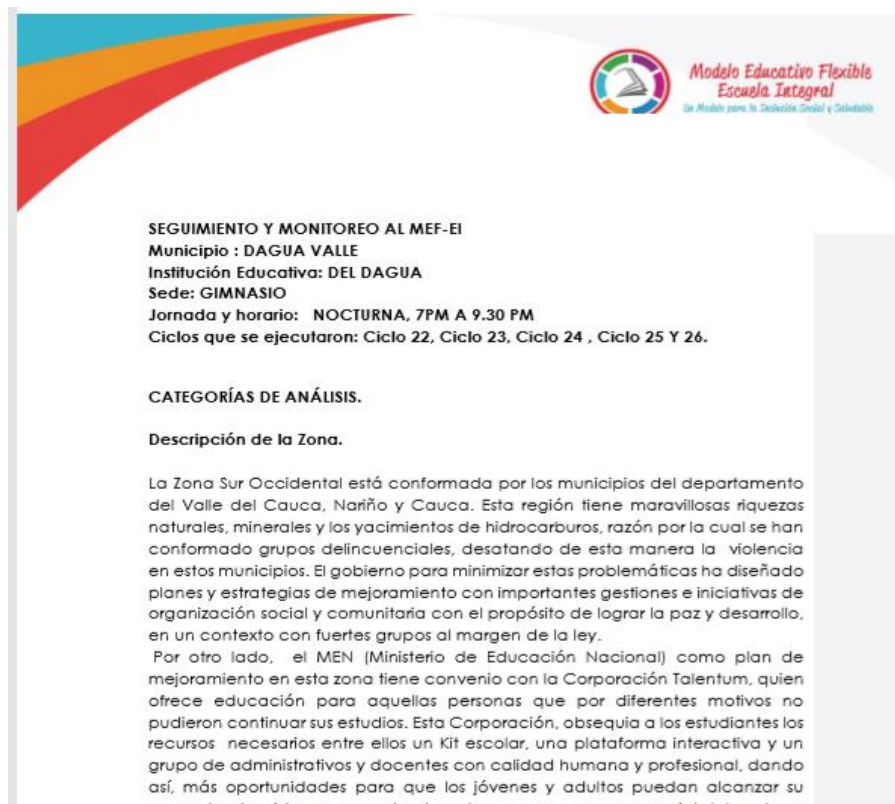 Modelo Educativo Flexible
Escuela Integral
Un Modelo para la Inclusión Social y Saludable
SEGUIMIENTO Y MONITOREO AL MEF-EI
Municipio : DAGUA VALLE
Institución Educativa: DEL DAGUA
Sede: GIMNASIO
Jornada y horario: NOCTURNA, 7PM A 9.30 PM
Ciclos que se ejecutaron: Ciclo 22, Ciclo 23, Ciclo 24 , Ciclo 25 Y 26.
CATEGORÍAS DE ANÁLISIS.
Descripción de la Zona.
La Zona Sur Occidental está conformada por los municipios del departamento
del Valle del Cauca, Nariño y Cauca. Esta región tiene maravillosas riquezas
naturales, minerales y los yacimientos de hidrocarburos, razón por la cual se han
conformado grupos delincuenciales, desatando de esta manera la violencia
en estos municipios. El gobierno para minimizar estas problemáticas ha diseñado
planes y estrategias de mejoramiento con importantes gestiones e iniciativas de
organización social y comunitaria con el propósito de lograr la paz y desarrollo,
en un contexto con fuertes grupos al margen de la ley.
Por otro lado, el MEN (Ministerio de Educación Nacional) como plan de
mejoramiento en esta zona tiene convenio con la Corporación Talentum, quien
ofrece educación para aquellas personas que por diferentes motivos no
pudieron continuar sus estudios. Esta Corporación, obsequia a los estudiantes los
recursos necesarios entre ellos un Kit escolar, una plataforma interactiva y un
grupo de administrativos y docentes con calidad humana y profesional, dando
así, más oportunidades para que los jóvenes y adultos puedan alcanzar su